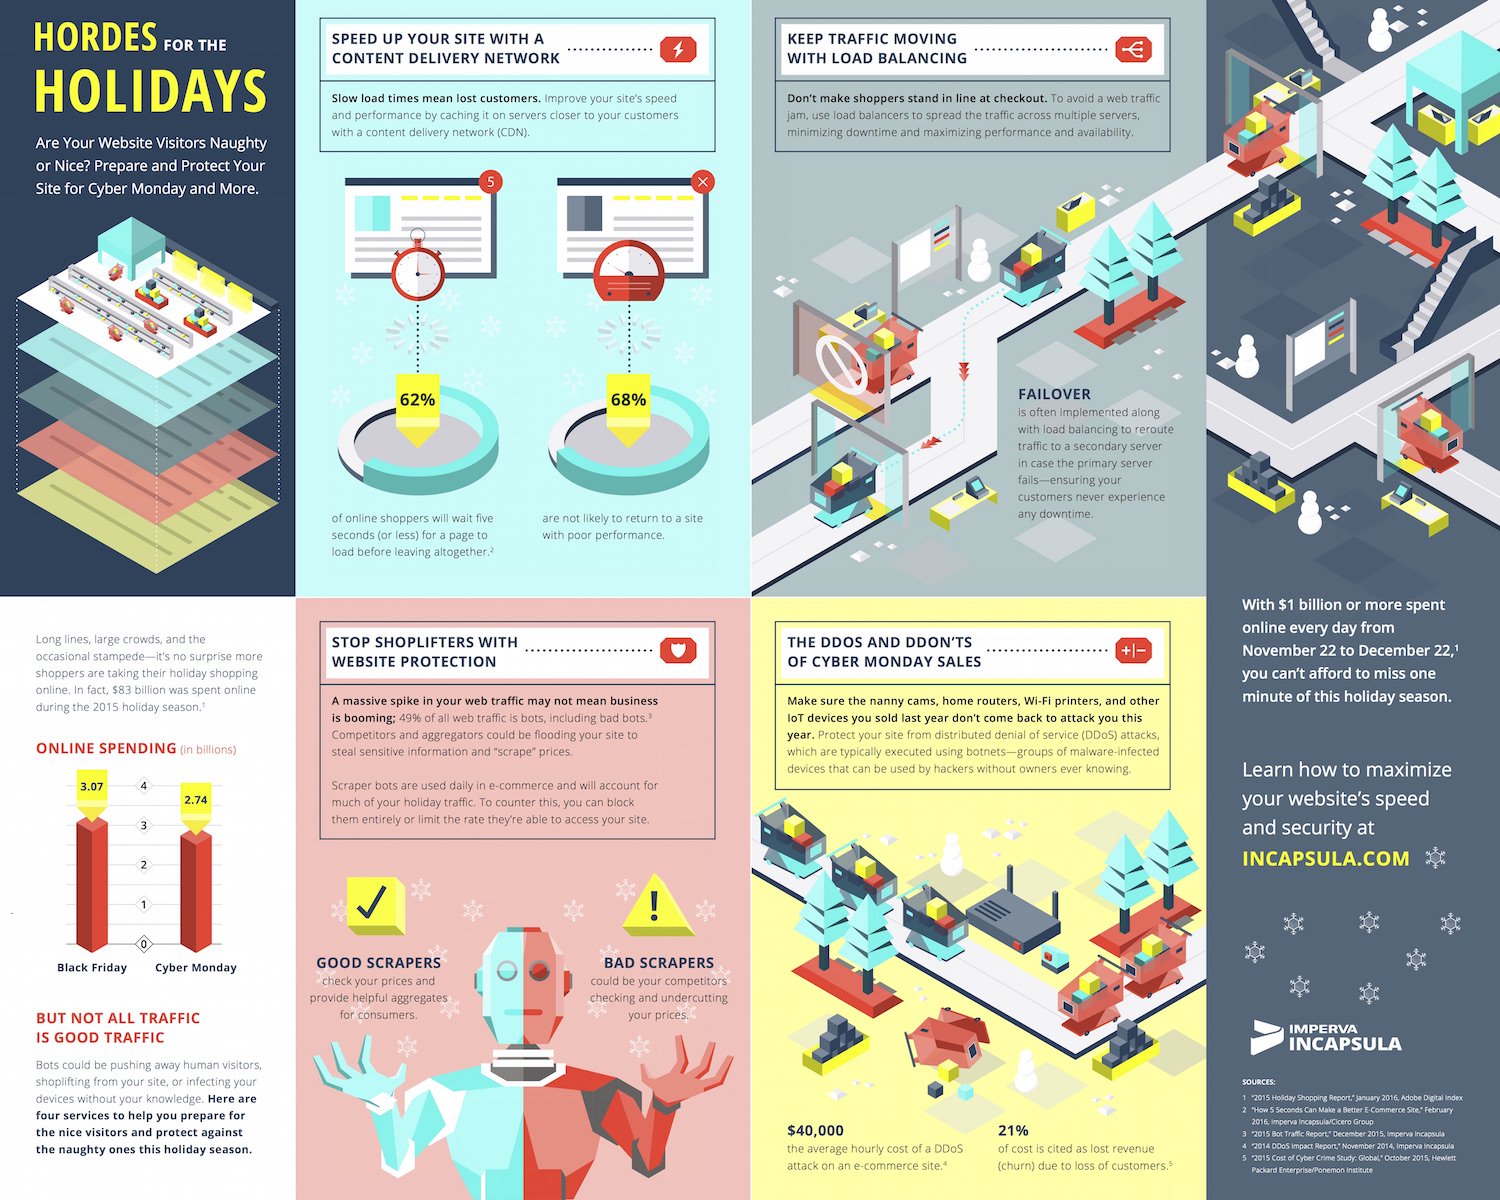 HORDES FOR THE
HOLIDAYS
Are Your Website Visitors Naughty
or Nice? Prepare and Protect Your
Site for Cyber Monday and More.
Long lines, large crowds, and the
occasional stampede—it's no surprise more
shoppers are taking their holiday shopping
online. In fact, $83 billion was spent online
during the 2015 holiday season.¹
ONLINE SPENDING (in billions)
3.07
2.74
4
3
2
1
0
Black Friday
Cyber Monday
BUT NOT ALL TRAFFIC
IS GOOD TRAFFIC
Bots could be pushing away human visitors,
shoplifting from your site, or infecting your
devices without your knowledge. Here are
four services to help you prepare for
the nice visitors and protect against
the naughty ones this holiday season.
SPEED UP YOUR SITE WITH A
CONTENT DELIVERY NETWORK
Slow load times mean lost customers. Improve your site's speed
and performance by caching it on servers closer to your customers
with a content delivery network (CDN).
5
62%
68%
of online shoppers will wait five
seconds (or less) for a page to
load before leaving altogether.²
are not likely to return to a site
with poor performance.
STOP SHOPLIFTERS WITH
WEBSITE PROTECTION
A massive spike in your web traffic may not mean business
is booming; 49% of all web traffic is bots, including bad bots.³
Competitors and aggregators could be flooding your site to
steal sensitive information and "scrape" prices.
Scraper bots are used daily in e-commerce and will account for
much of your holiday traffic. To counter this, you can block
them entirely or limit the rate they're able to access your site.
GOOD SCRAPERS
check your prices and
provide helpful aggregates
for consumers.
BAD SCRAPERS
could be your competitors
checking and undercutting
your prices.
KEEP TRAFFIC MOVING
WITH LOAD BALANCING
Don't make shoppers stand in line at checkout. To avoid a web traffic
jam, use load balancers to spread the traffic across multiple servers,
minimizing downtime and maximizing performance and availability.
FAILOVER
is often implemented along
with load balancing to reroute
traffic to a secondary server
in case the primary server
fails—ensuring your
customers never experience
any downtime.
THE DDOS AND DDON'TS
OF CYBER MONDAY SALES
Make sure the nanny cams, home routers, Wi-Fi printers, and other
IoT devices you sold last year don't come back to attack you this
year. Protect your site from distributed denial of service (DDoS) attacks,
which are typically executed using botnets—groups of malware-infected
devices that can be used by hackers without owners ever knowing.
$40,000
the average hourly cost of a DDoS
attack on an e-commerce site.⁴
21%
of cost is cited as lost revenue
(churn) due to loss of customers.⁵
With $1 billion or more spent
online every day from
November 22 to December 22,¹
you can't afford to miss one
minute of this holiday season.
Learn how to maximize
your website's speed
and security at
INCAPSULA.COM
IMPERVA
INCAPSULA
SOURCES:
1 "2015 Holiday Shopping Report," January 2016, Adobe Digital Index
2 "How 5 Seconds Can Make a Better E-Commerce Site," February
2016, Imperva Incapsula/Cicero Group
3 "2015 Bot Traffic Report," December 2015, Imperva Incapsula
4 "2014 DDoS Impact Report," November 2014, Imperva Incapsula
5 "2015 Cost of Cyber Crime Study: Global," October 2015, Hewlett
Packard Enterprise/Ponemon Institute